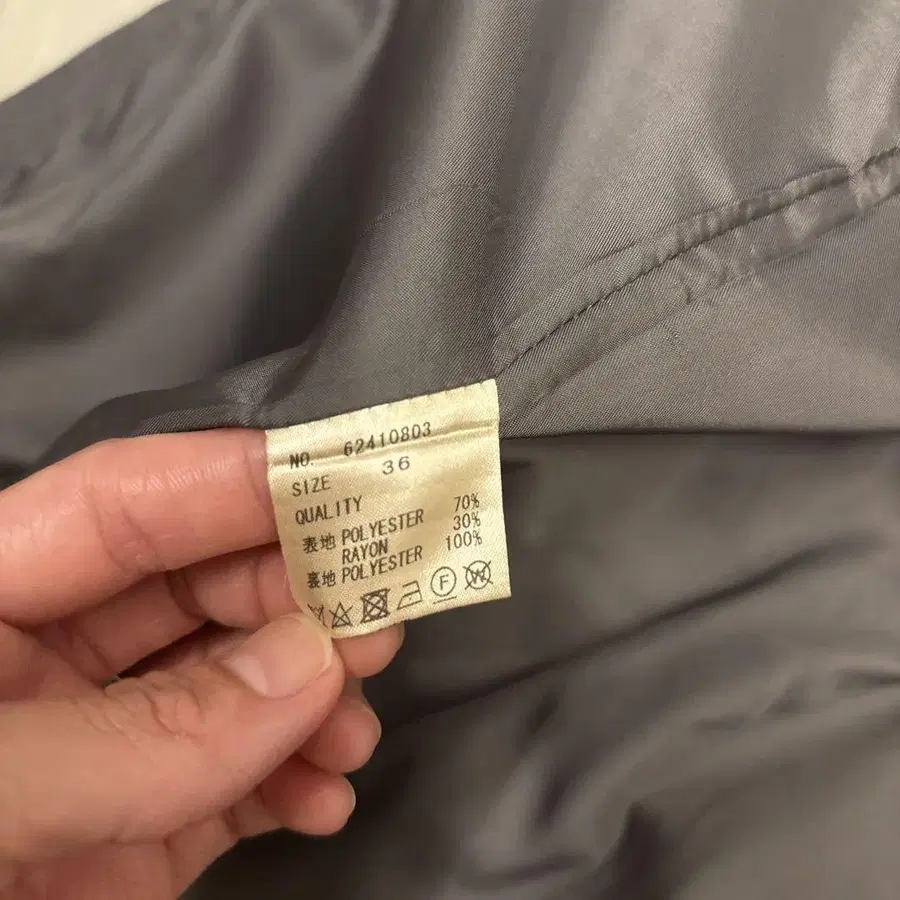 NO. 62410803
SIZE 36
QUALITY
表地 POLYESTER 70%
RAYON 30%
裏地 POLYESTER 100%
F W